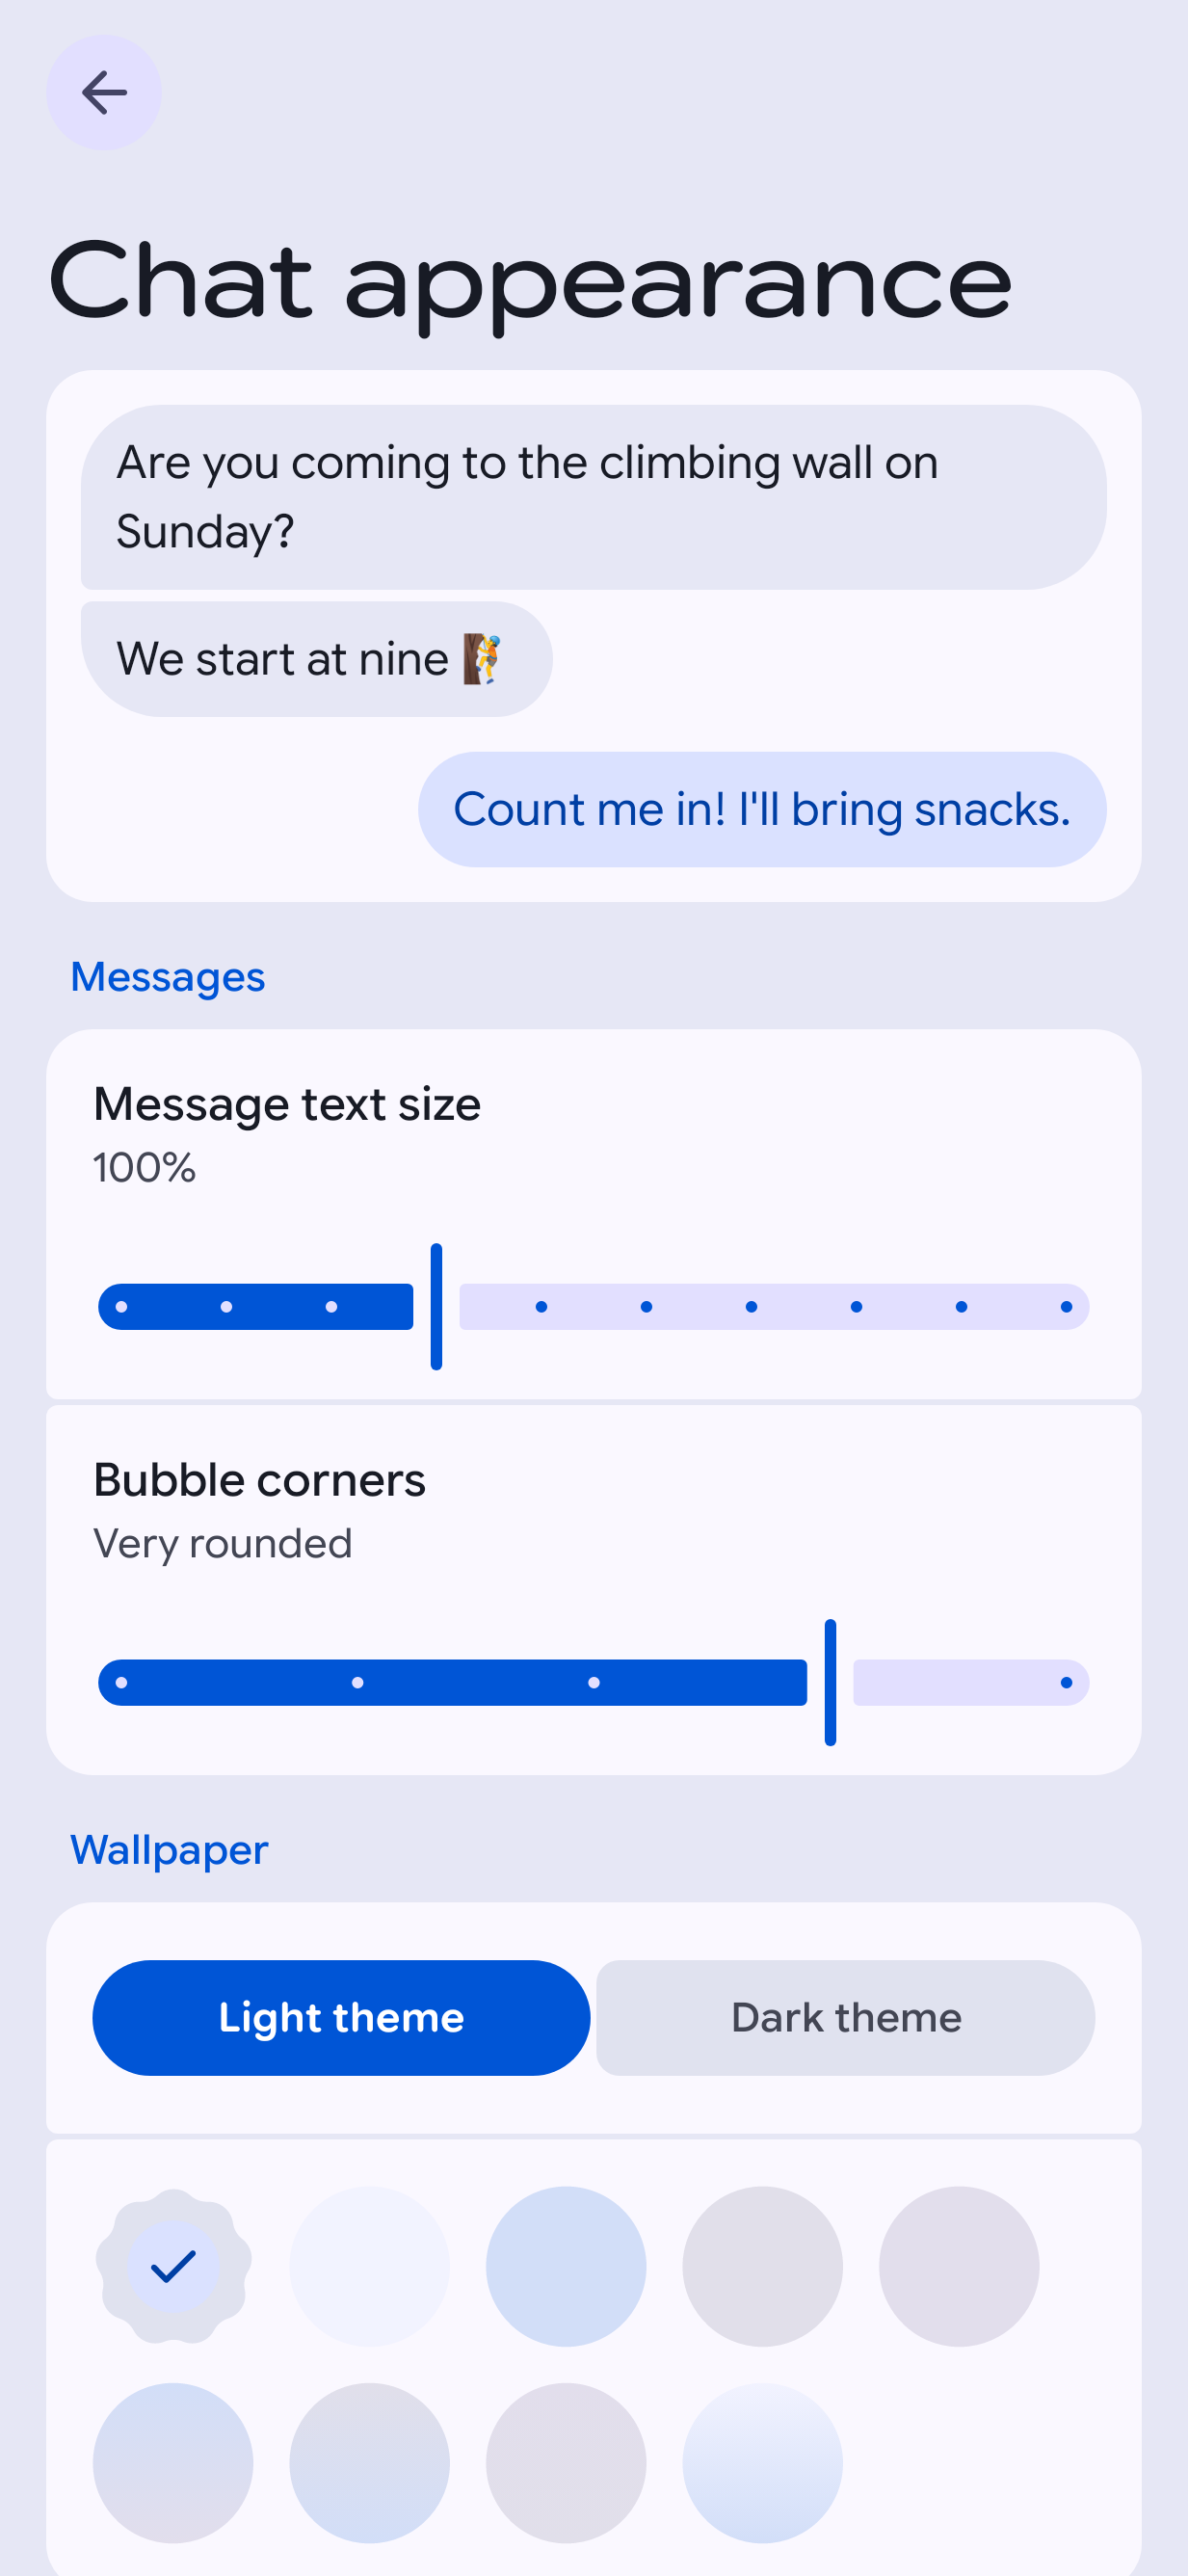 Chat appearance
Are you coming to the climbing wall on
Sunday?
We start at nine 🧗
Count me in! I'll bring snacks.
Messages
Message text size
100%
Bubble corners
Very rounded
Wallpaper
Light theme
Dark theme